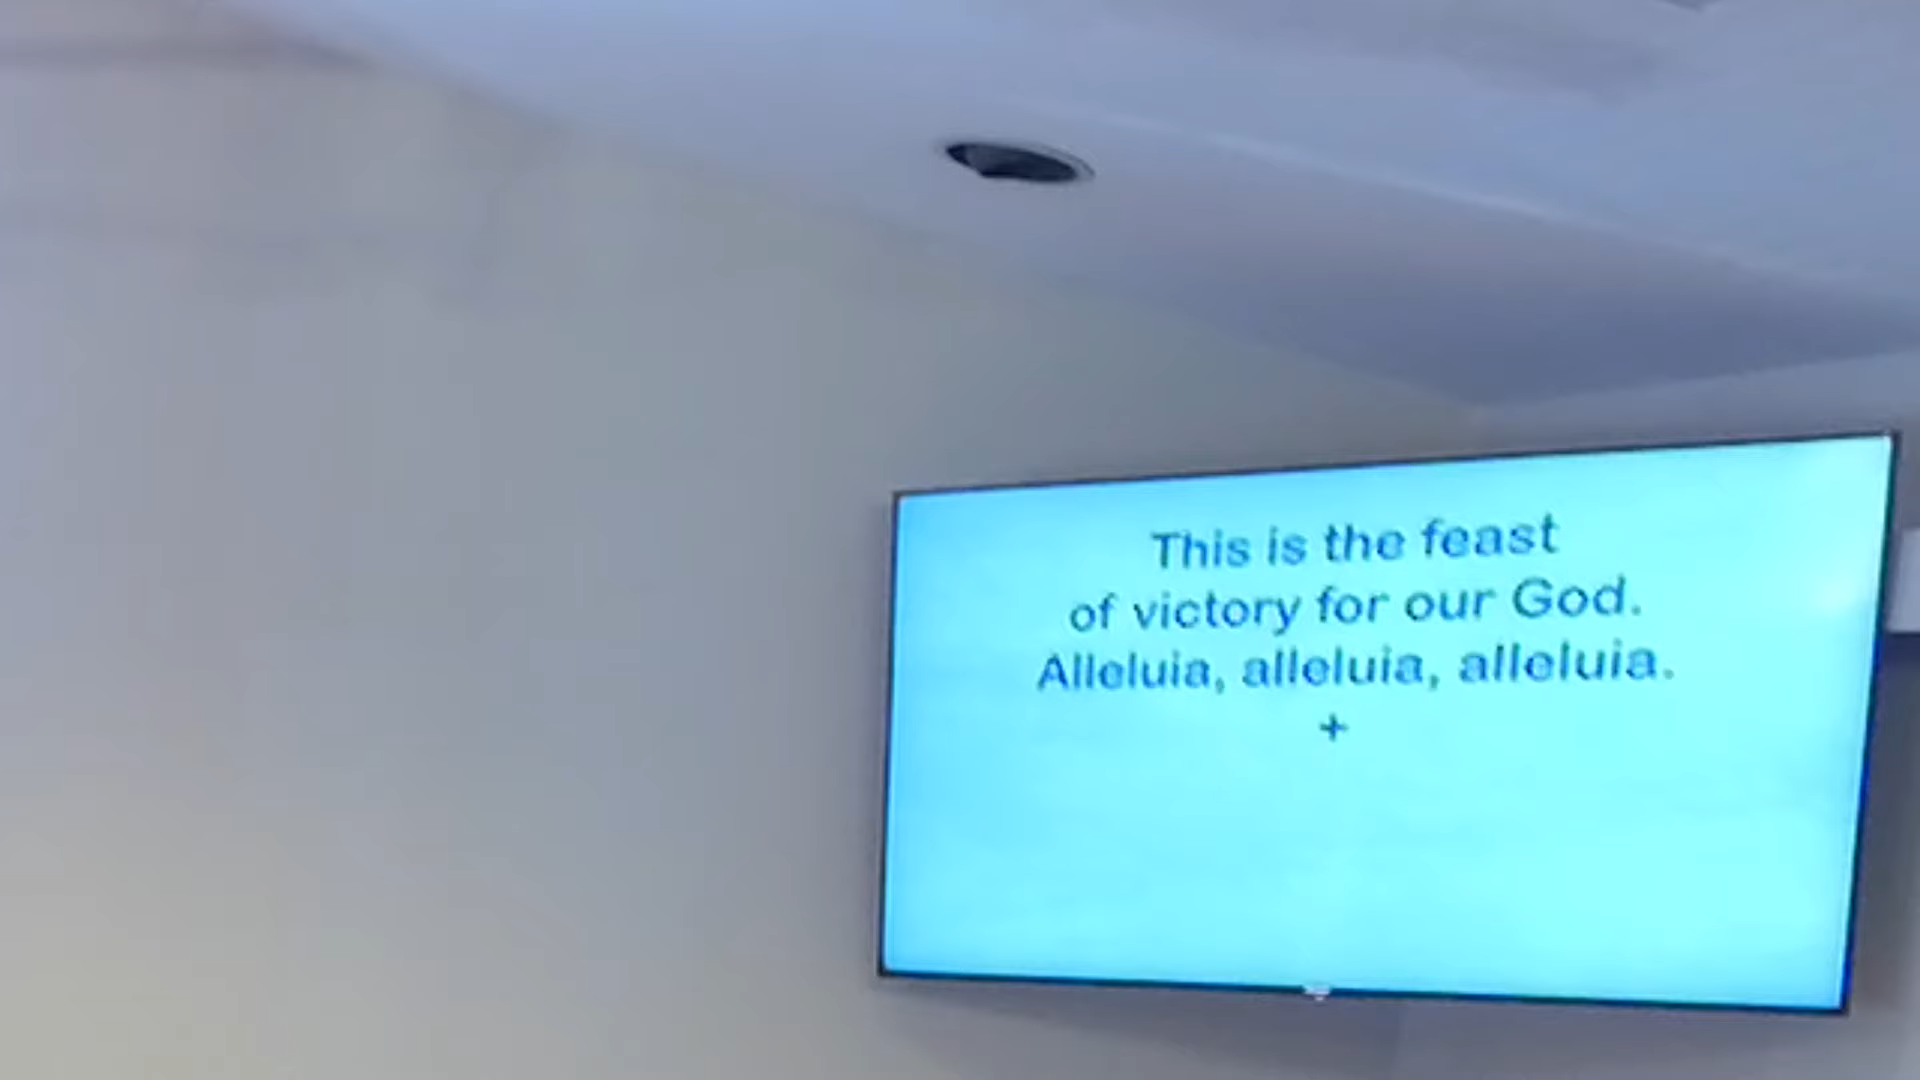 This is the feast
of victory for our God.
Alleluia, alleluia, alleluia.
+